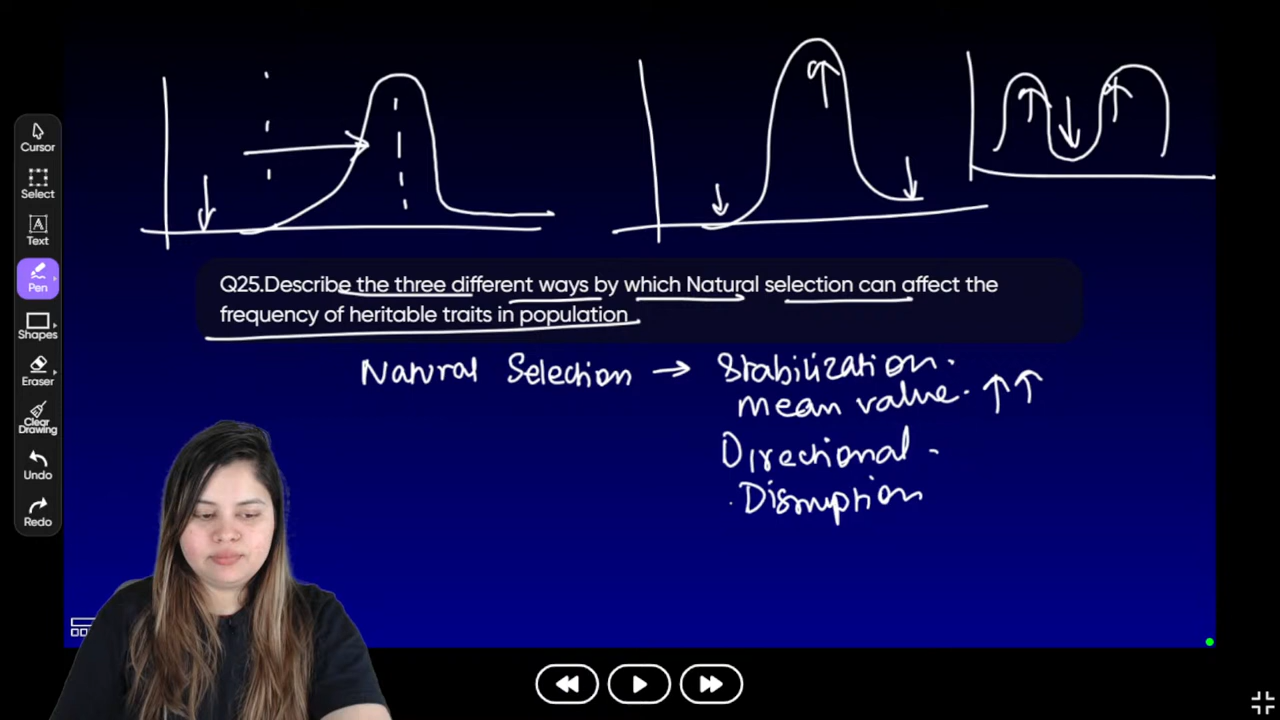 Cursor
Select
Text
Pen
Shapes
Eraser
Clear
Drawing
Undo
Redo
Q25.Describe the three different ways by which Natural selection can affect the
frequency of heritable traits in population
Natural Selection → Stabilization.
mean value. ↑↑
Directional -
. Disruption